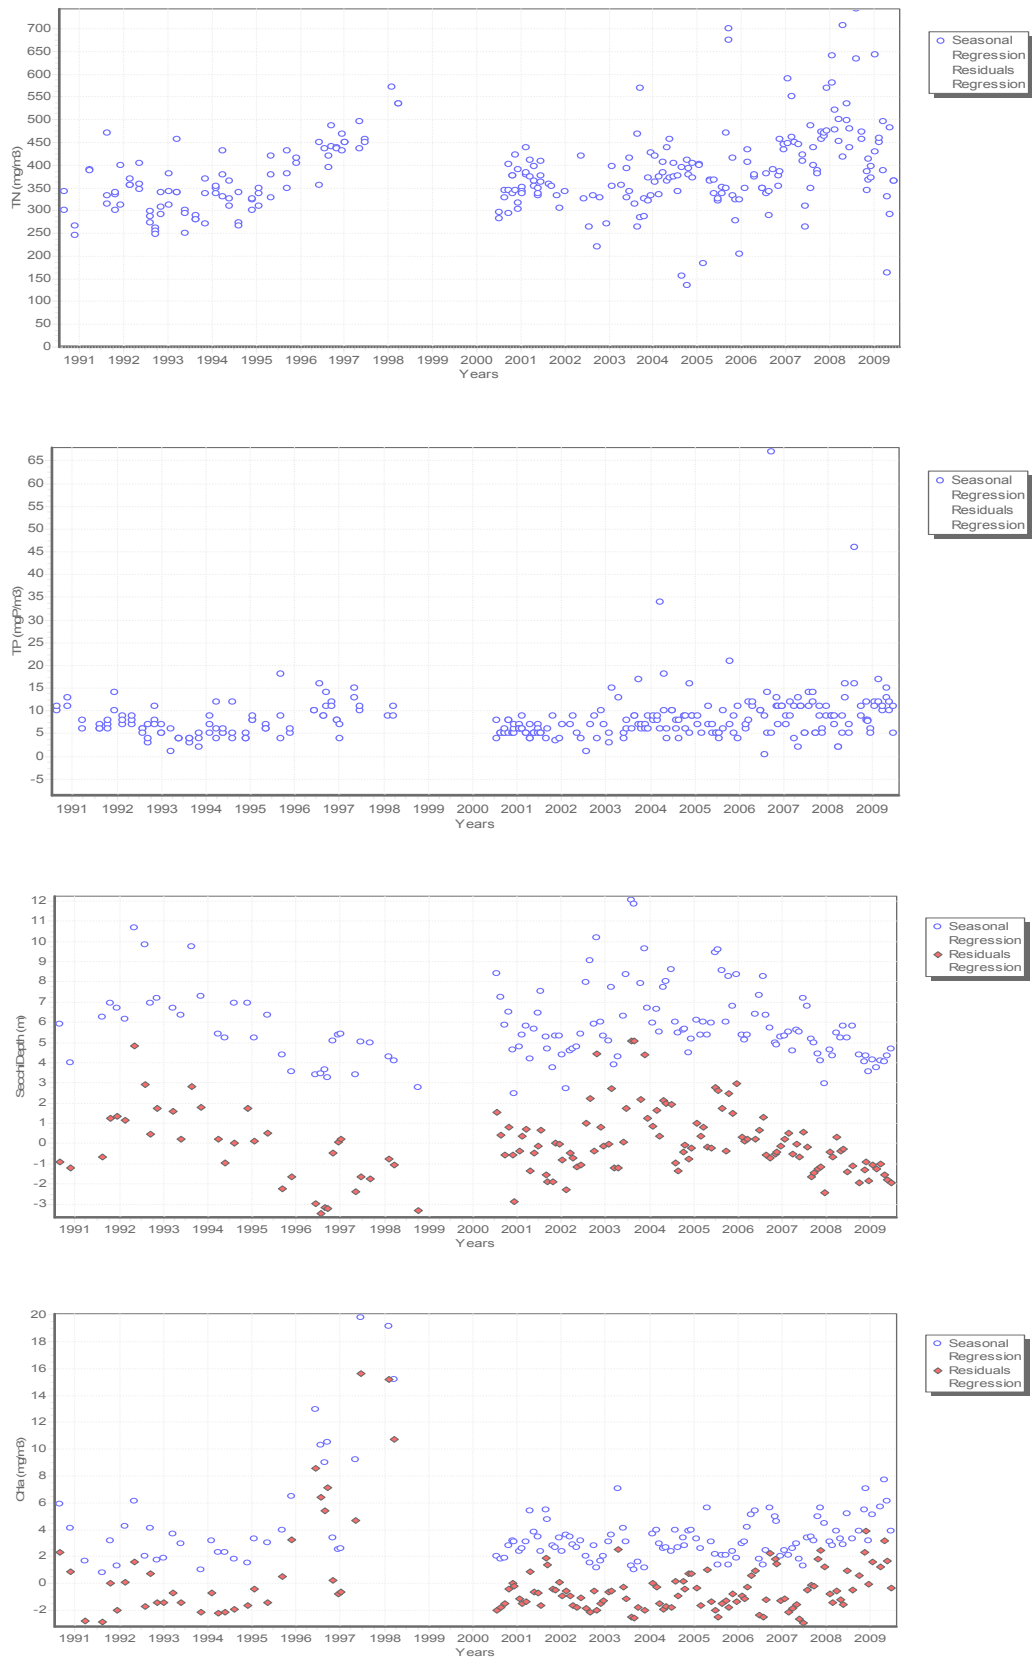 700
650
600
550
500
450
400
350
300
250
200
150
100
50
0
TN (mg/m3)
1991 1992 1993 1994 1995 1996 1997 1998 1999 2000 2001 2002 2003 2004 2005 2006 2007 2008 2009
Years
Seasonal
Regression
Residuals
Regression
65
60
55
50
45
40
35
30
25
20
15
10
5
0
-5
TP (mgP/m3)
1991 1992 1993 1994 1995 1996 1997 1998 1999 2000 2001 2002 2003 2004 2005 2006 2007 2008 2009
Years
Seasonal
Regression
Residuals
Regression
12
11
10
9
8
7
6
5
4
3
2
1
0
-1
-2
-3
SecchiDepth (m)
1991 1992 1993 1994 1995 1996 1997 1998 1999 2000 2001 2002 2003 2004 2005 2006 2007 2008 2009
Years
Seasonal
Regression
Residuals
Regression
20
18
16
14
12
10
8
6
4
2
0
-2
CHla (mg/m3)
1991 1992 1993 1994 1995 1996 1997 1998 1999 2000 2001 2002 2003 2004 2005 2006 2007 2008 2009
Years
Seasonal
Regression
Residuals
Regression